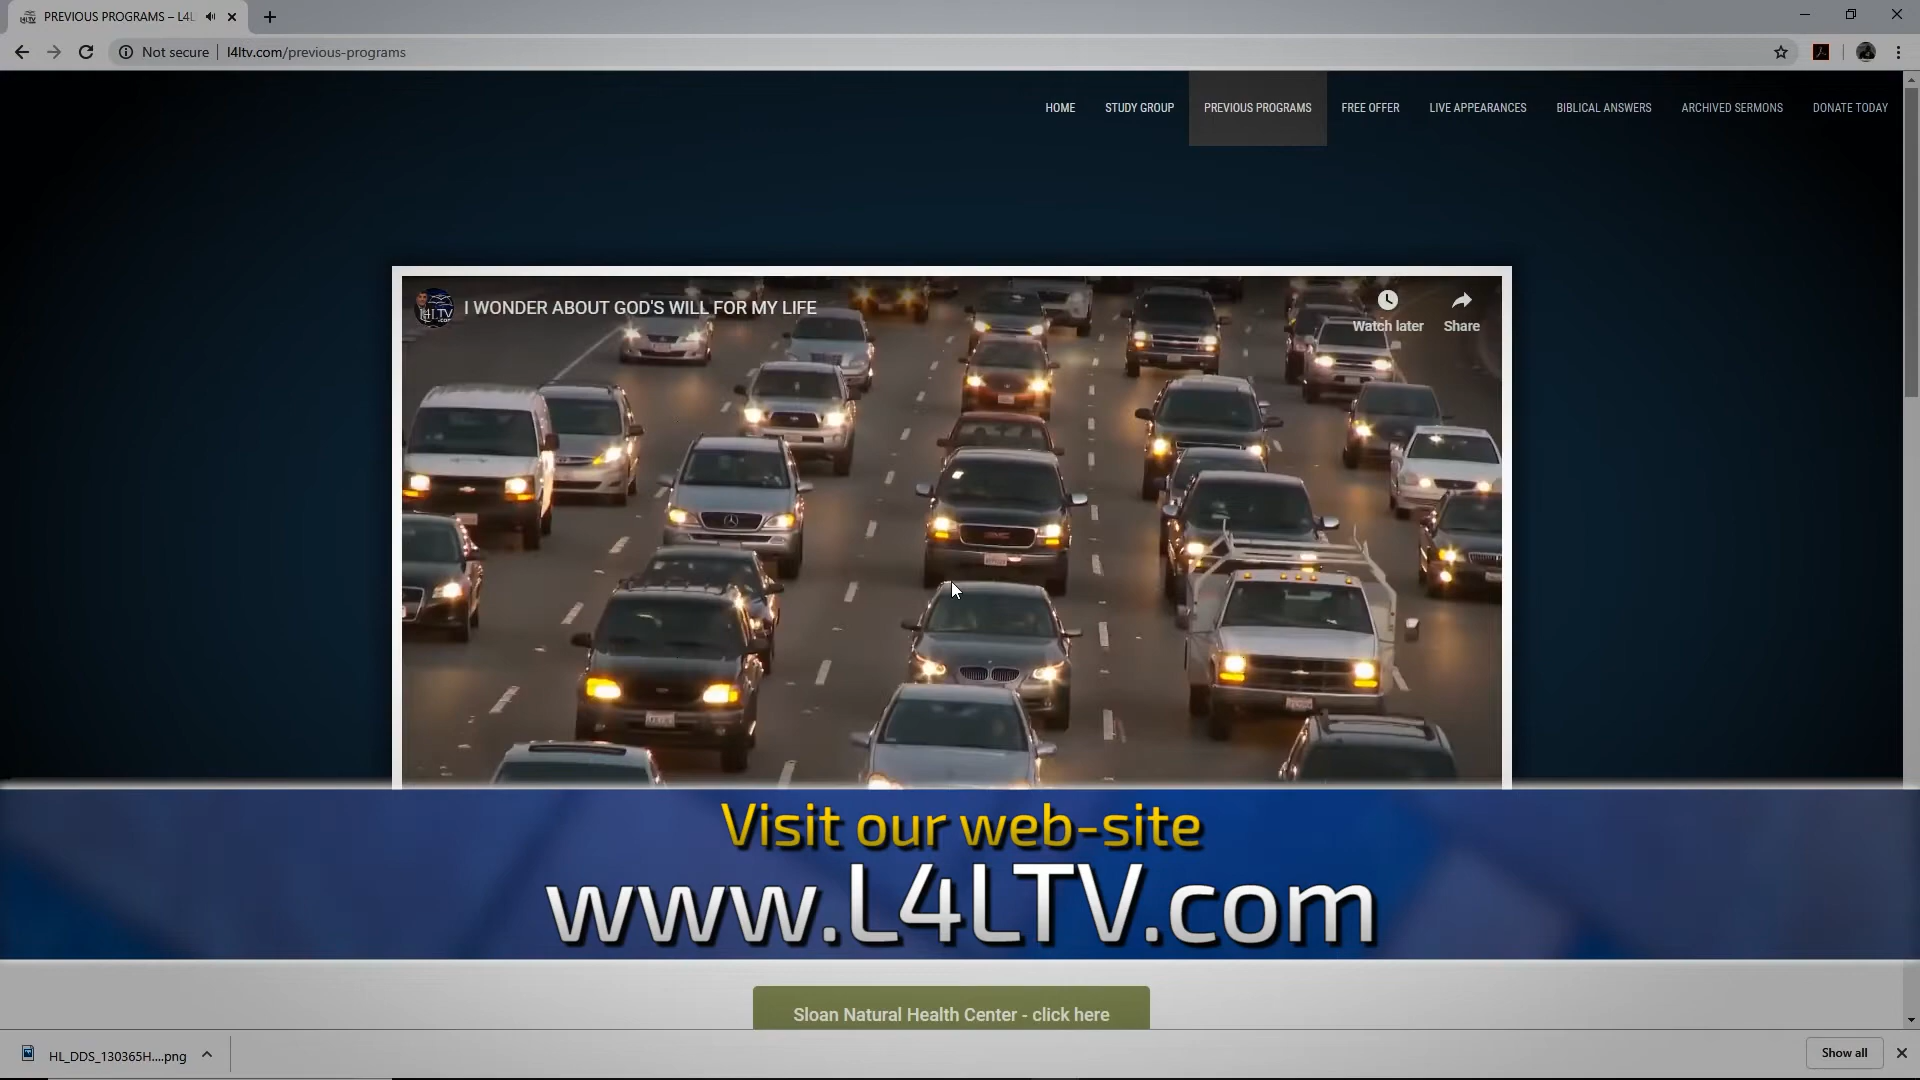 PREVIOUS PROGRAMS – L4L
Not secure
l4ltv.com/previous-programs
HOME
STUDY GROUP
PREVIOUS PROGRAMS
FREE OFFER
LIVE APPEARANCES
BIBLICAL ANSWERS
ARCHIVED SERMONS
DONATE TODAY
I WONDER ABOUT GOD'S WILL FOR MY LIFE
Watch later
Share
Visit our web-site
www.L4LTV.com
Sloan Natural Health Center - click here
HL_DDS_130365H....png
Show all